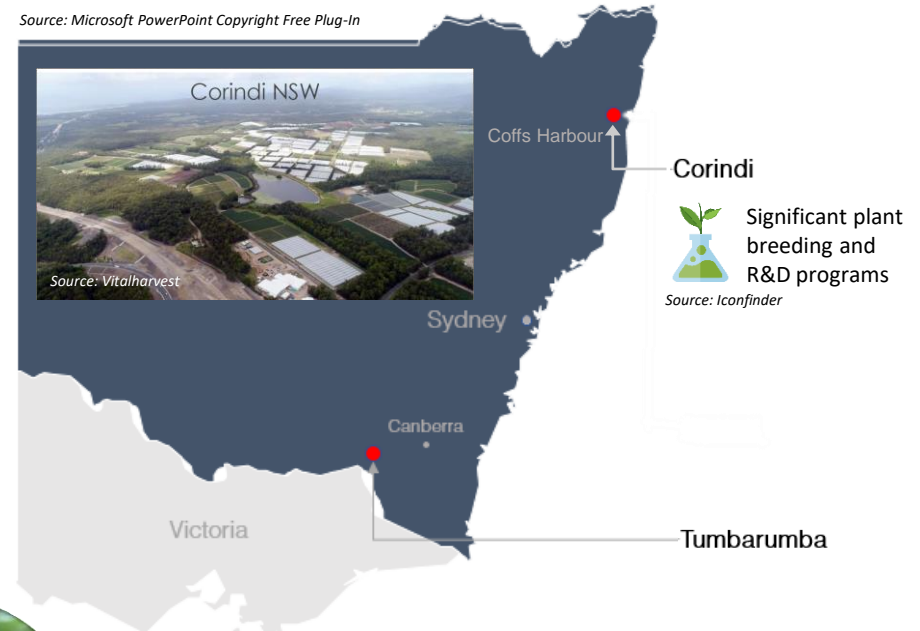 Source: Microsoft PowerPoint Copyright Free Plug-In
Corindi NSW
Source: Vitalharvest
Coffs Harbour
Corindi
Significant plant
breeding and
R&D programs
Source: Iconfinder
Sydney
Canberra
Victoria
Tumbarumba